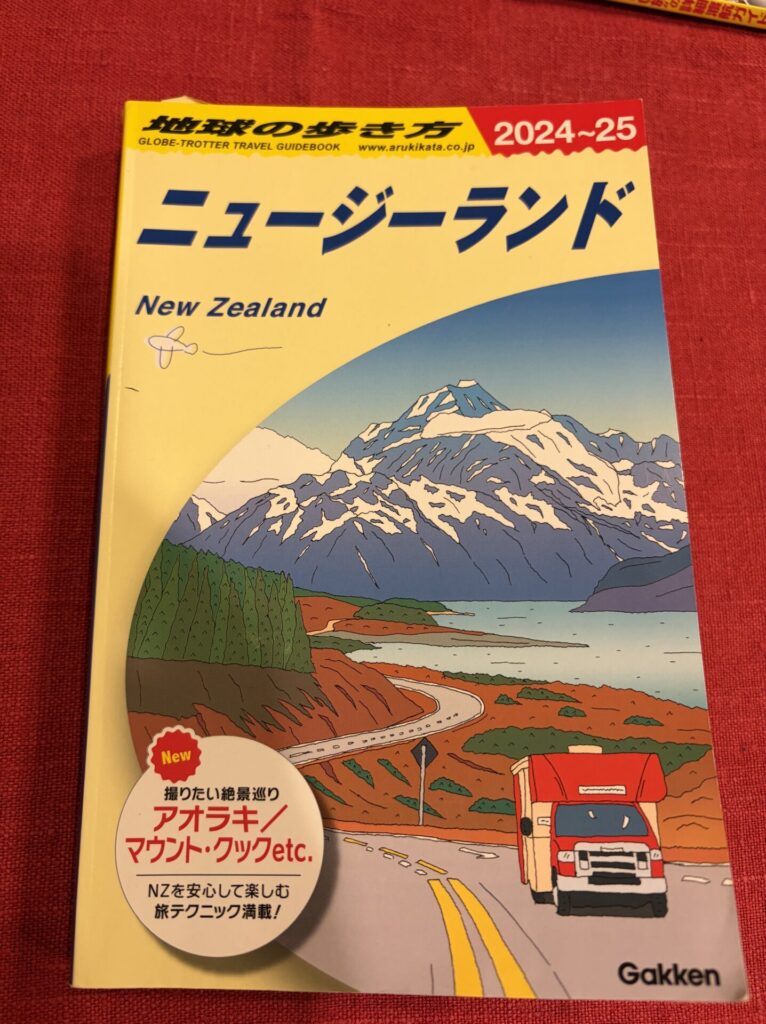 地球の歩き方
2024~25
GLOBE-TROTTER TRAVEL GUIDEBOOK www.arukikata.co.jp
ニュージーランド
New Zealand
New
撮りたい絶景巡り
アオラキ/
マウント・クックetc.
NZを安心して楽しむ
旅テクニック満載!
Gakken